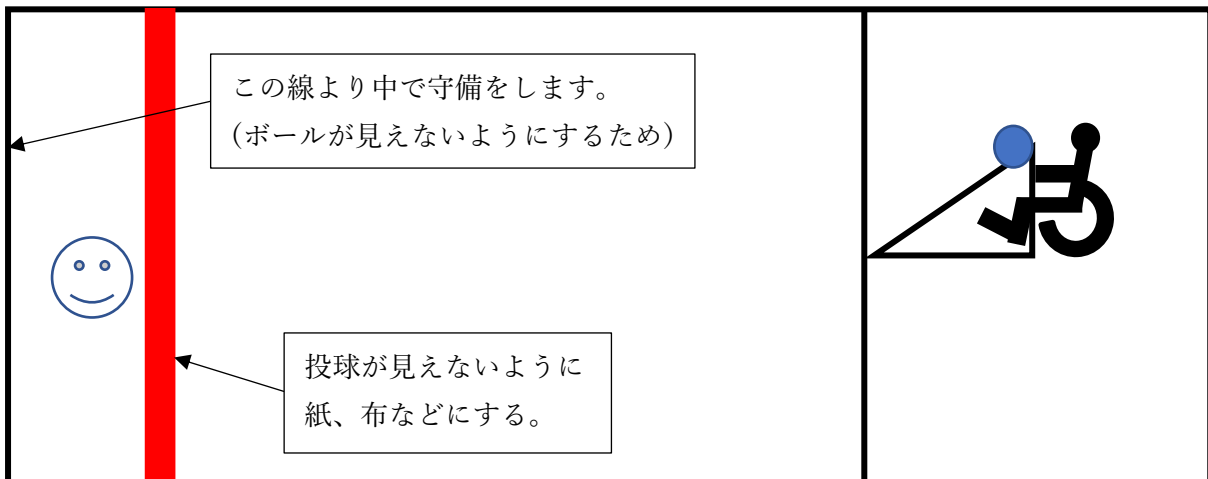 この線より中で守備をします。
(ボールが見えないようにするため)
投球が見えないように
紙、布などにする。